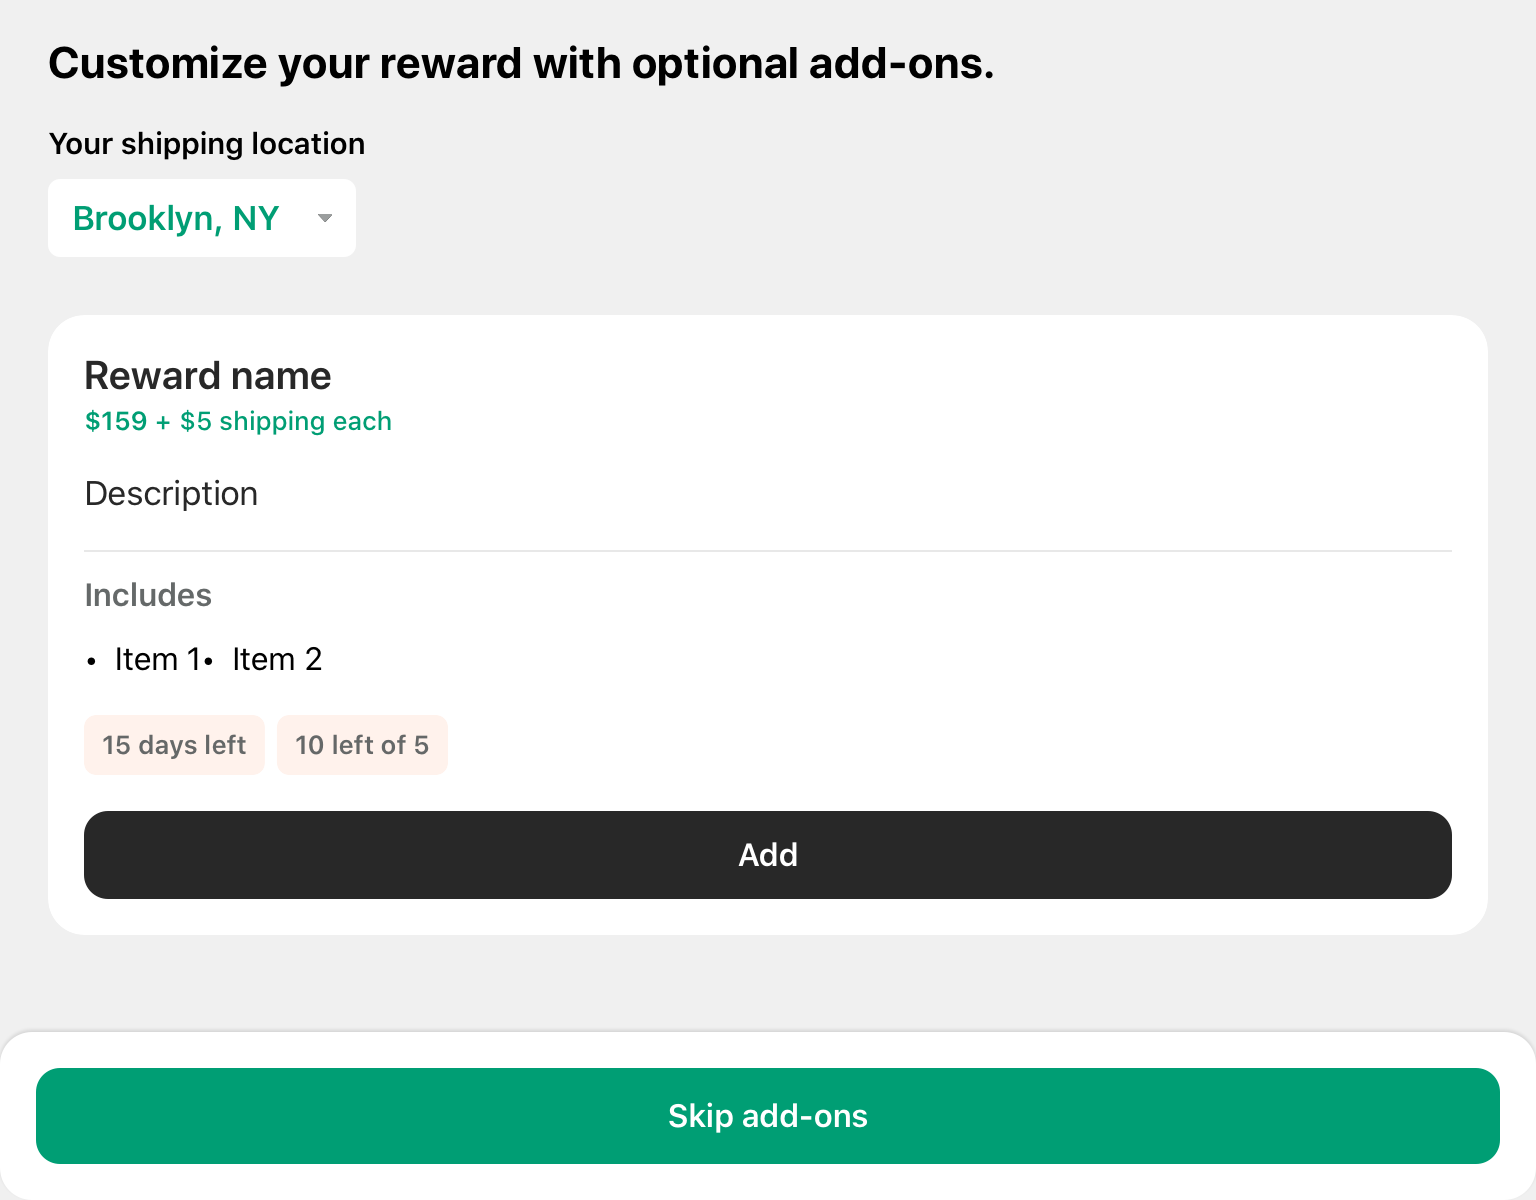 Customize your reward with optional add-ons.
Your shipping location
Brooklyn, NY
Reward name
$159 + $5 shipping each
Description
Includes
• Item 1• Item 2
15 days left 10 left of 5
Add
Skip add-ons